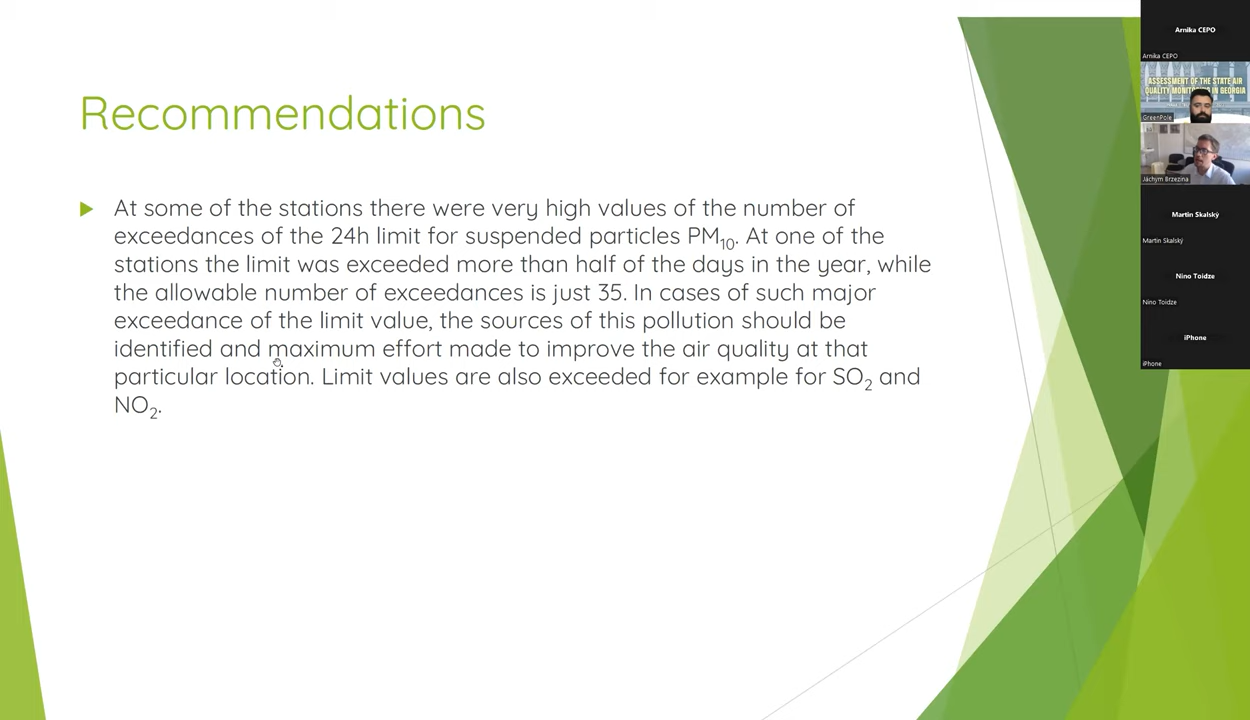 Recommendations
At some of the stations there were very high values of the number of
exceedances of the 24h limit for suspended particles PM10. At one of the
stations the limit was exceeded more than half of the days in the year, while
the allowable number of exceedances is just 35. In cases of such major
exceedance of the limit value, the sources of this pollution should be
identified and maximum effort made to improve the air quality at that
particular location. Limit values are also exceeded for example for SO2 and
NO2.
Arnika CEPO
Arnika CEPO
ASSESSMENT OF THE STATE AIR
QUALITY MONITORING IN GEORGIA
GreenPole
Jáchym Brzezina
Martin Skalský
Martin Skalský
Nino Toidze
Nino Toidze
iPhone
iPhone